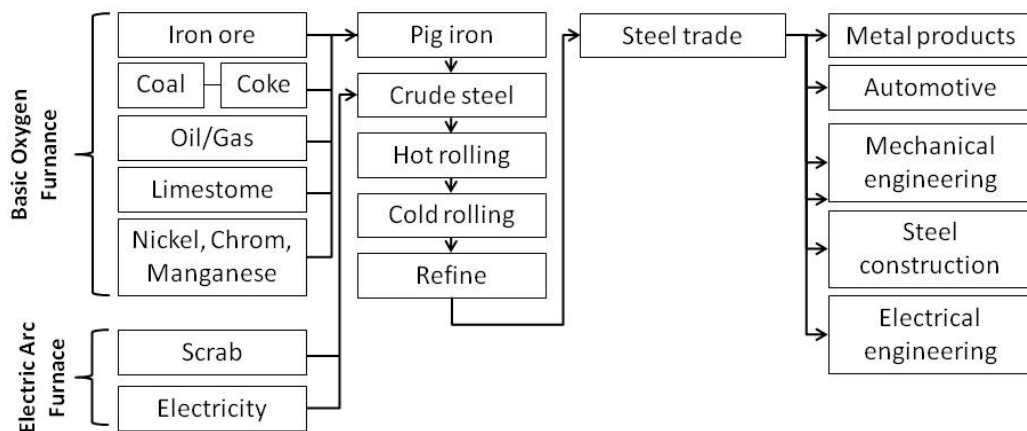 Basic Oxygen
Furnance
Iron ore
Coal
Coke
Oil/Gas
Limestome
Nickel, Chrom,
Manganese
Electric Arc
Furnace
Scrab
Electricity
Pig iron
Crude steel
Hot rolling
Cold rolling
Refine
Steel trade
Metal products
Automotive
Mechanical
engineering
Steel
construction
Electrical
engineering